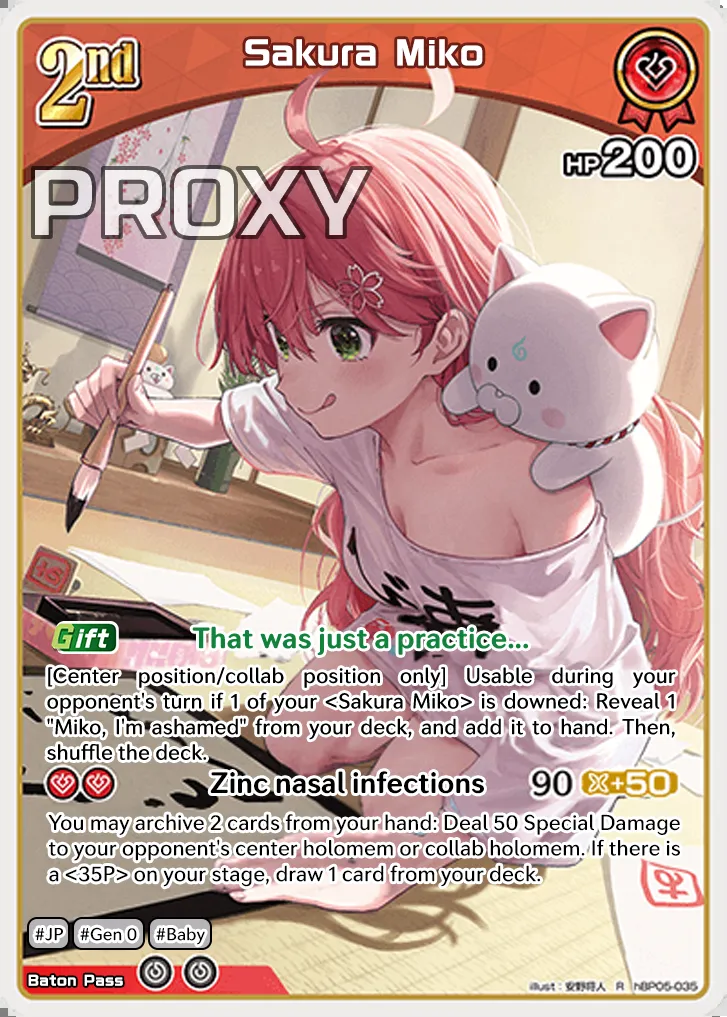 2nd
Sakura Miko
HP200
PROXY
Gift That was just a practice...
[Center position/collab position only] Usable during your
opponent's turn if 1 of your <Sakura Miko> is downed: Reveal 1
"Miko, I'm ashamed" from your deck, and add it to hand. Then,
shuffle the deck.
Zinc nasal infections 90 +50
You may archive 2 cards from your hand: Deal 50 Special Damage
to your opponent's center holomem or collab holomem. If there is
a <35P> on your stage, draw 1 card from your deck.
#JP #Gen 0 #Baby
Baton Pass
illust : 安野将人 R hBP05-035